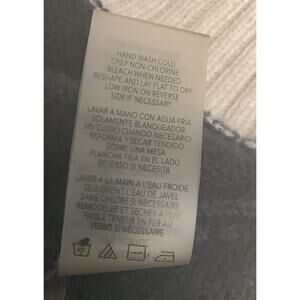 HAND WASH COLD
ONLY NON-CHLORINE
BLEACH WHEN NEEDED
RESHAPE AND LAY FLAT TO DRY
LOW IRON ON REVERSE
SIDE IF NECESSARY
LAVAR A MANO CON AGUA FRIA
SOLAMENTE BLANQUEADOR
SIN CLORO CUANDO NECESARIO
REFORMA Y SECAR TENDIDO
SOBRE UNA MESA
PLANCHA FRIA EN EL LADO
REVERSO SI NECESITA
LAVER A LA MAIN A L'EAU FROIDE
SEULEMENT L'EAU DE JAVEL
SANS CHLORE SI NECESSAIRE
REMODELER ET SECHER A PLAT
FAIBLE TENEUR EN FER AU
VERSO SI NECESSAIRE